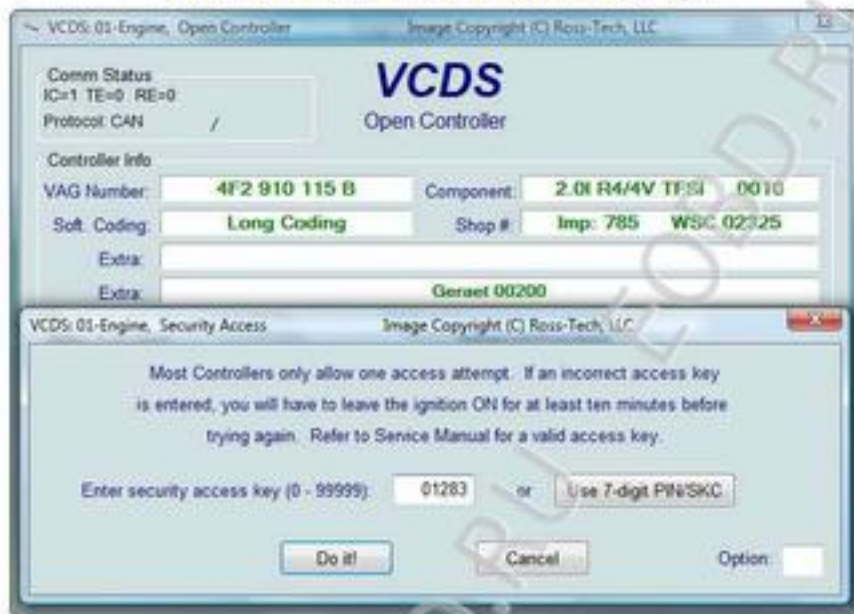 VCDS: 01-Engine, Open Controller Image Copyright (C) Ross-Tech, LLC
Comm Status
IC=1 TE=0 RE=0
Protocol: CAN /
VCDS
Open Controller
Controller Info
VAG Number: 4F2 910 115 B Component: 2.0l R4/4V TFSI 0010
Soft. Coding: Long Coding Shop #: Imp: 785 WSC 02325
Extra:
Extra: Geraet 00200
VCDS: 01-Engine, Security Access Image Copyright (C) Ross-Tech, LLC
Most Controllers only allow one access attempt. If an incorrect access key
is entered, you will have to leave the ignition ON for at least ten minutes before
trying again. Refer to Service Manual for a valid access key.
Enter security access key (0 - 99999): 01283 or Use 7-digit PIN/SKC
Do it! Cancel Option:
EOBD.RU